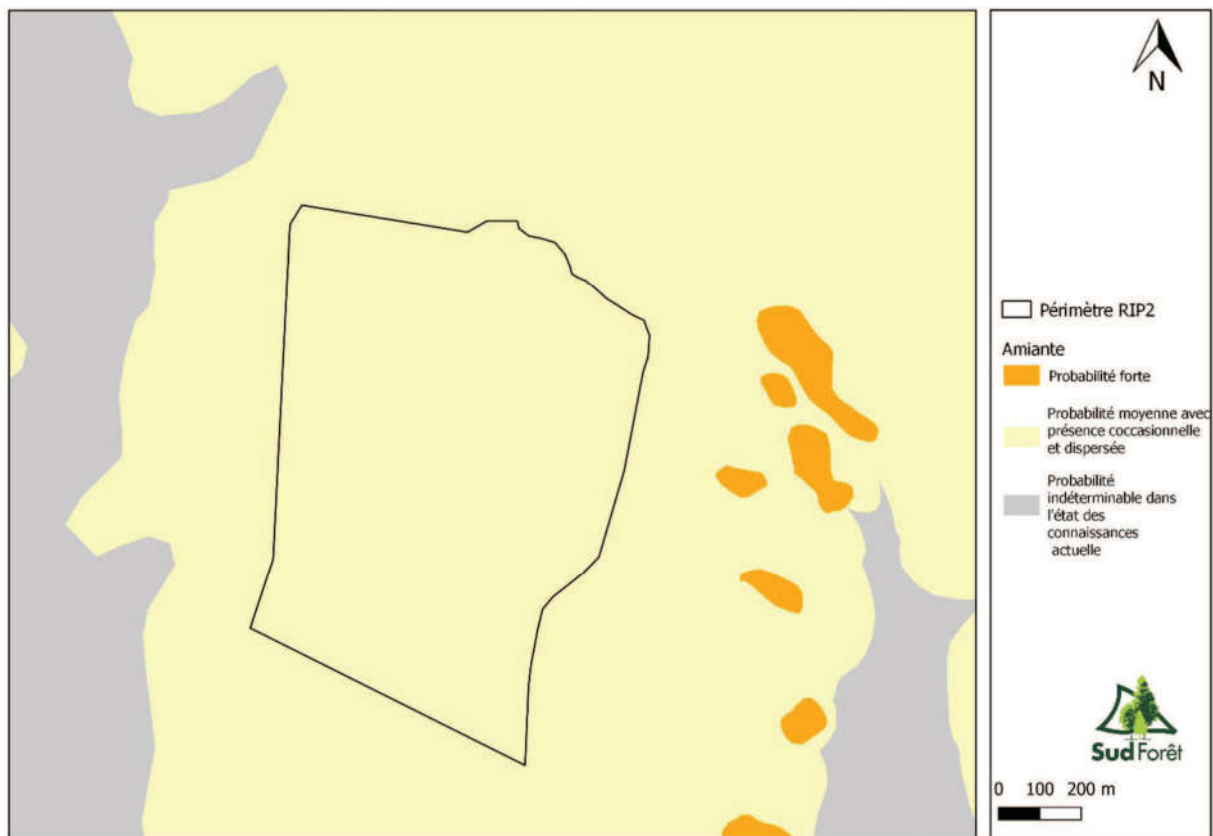 N
Périmètre RIP2
Amiante
Probabilité forte
Probabilité moyenne avec
présence coccasionnelle
et dispersée
Probabilité
indéterminable dans
l'état des
connaissances
actuelle
Sud Forêt
0 100 200 m